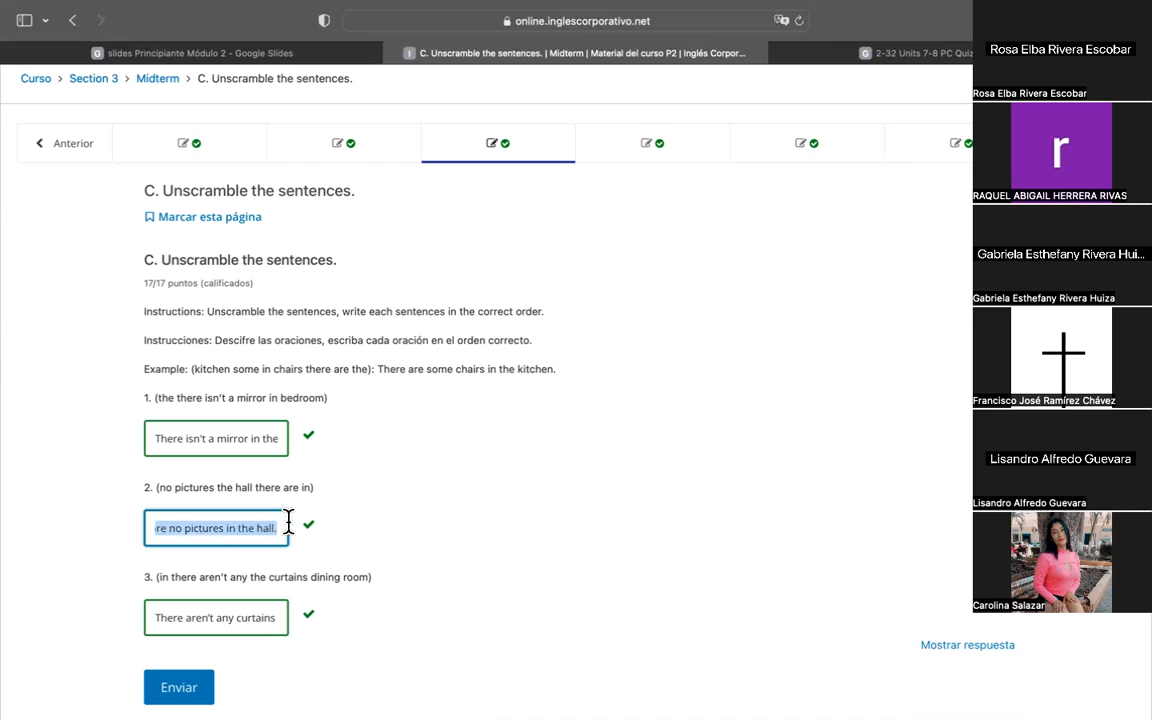 online.inglescorporativo.net
slides Principiante Módulo 2 - Google Slides
C. Unscramble the sentences. | Midterm | Material del curso P2 | Inglés Corpor...
2-32 Units 7-8 PC Quiz
Curso > Section 3 > Midterm > C. Unscramble the sentences.
Anterior
C. Unscramble the sentences.
Marcar esta página
C. Unscramble the sentences.
17/17 puntos (calificados)
Instructions: Unscramble the sentences, write each sentences in the correct order.
Instrucciones: Descifre las oraciones, escriba cada oración en el orden correcto.
Example: (kitchen some in chairs there are the): There are some chairs in the kitchen.
1. (the there isn't a mirror in bedroom)
There isn't a mirror in the
2. (no pictures the hall there are in)
re no pictures in the hall.
3. (in there aren't any the curtains dining room)
There aren't any curtains
Mostrar respuesta
Enviar
Rosa Elba Rivera Escobar
Rosa Elba Rivera Escobar
r
RAQUEL ABIGAIL HERRERA RIVAS
Gabriela Esthefany Rivera Hui...
Gabriela Esthefany Rivera Huiza
Francisco José Ramírez Chávez
Lisandro Alfredo Guevara
Lisandro Alfredo Guevara
Carolina Salazar